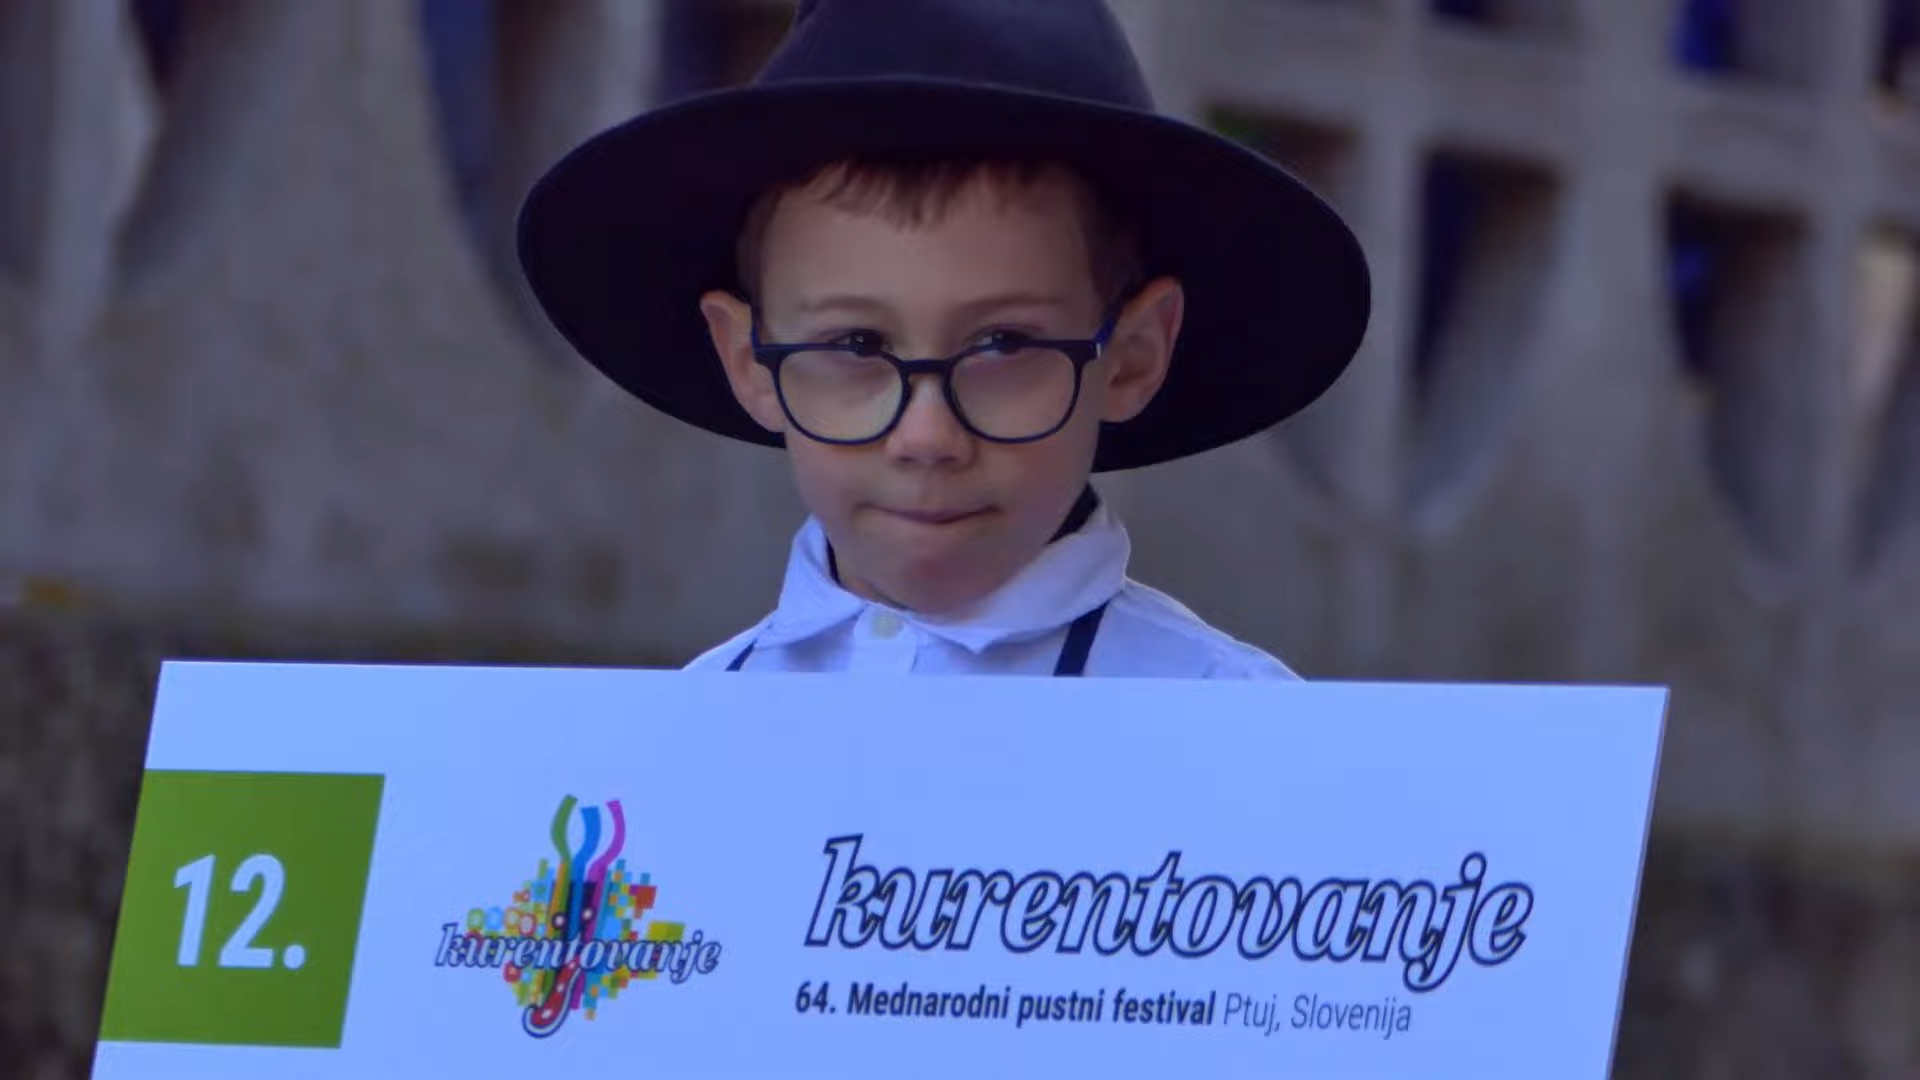 12.
kurentovanje
kurentovanje
64. Mednarodni pustni festival Ptuj, Slovenija